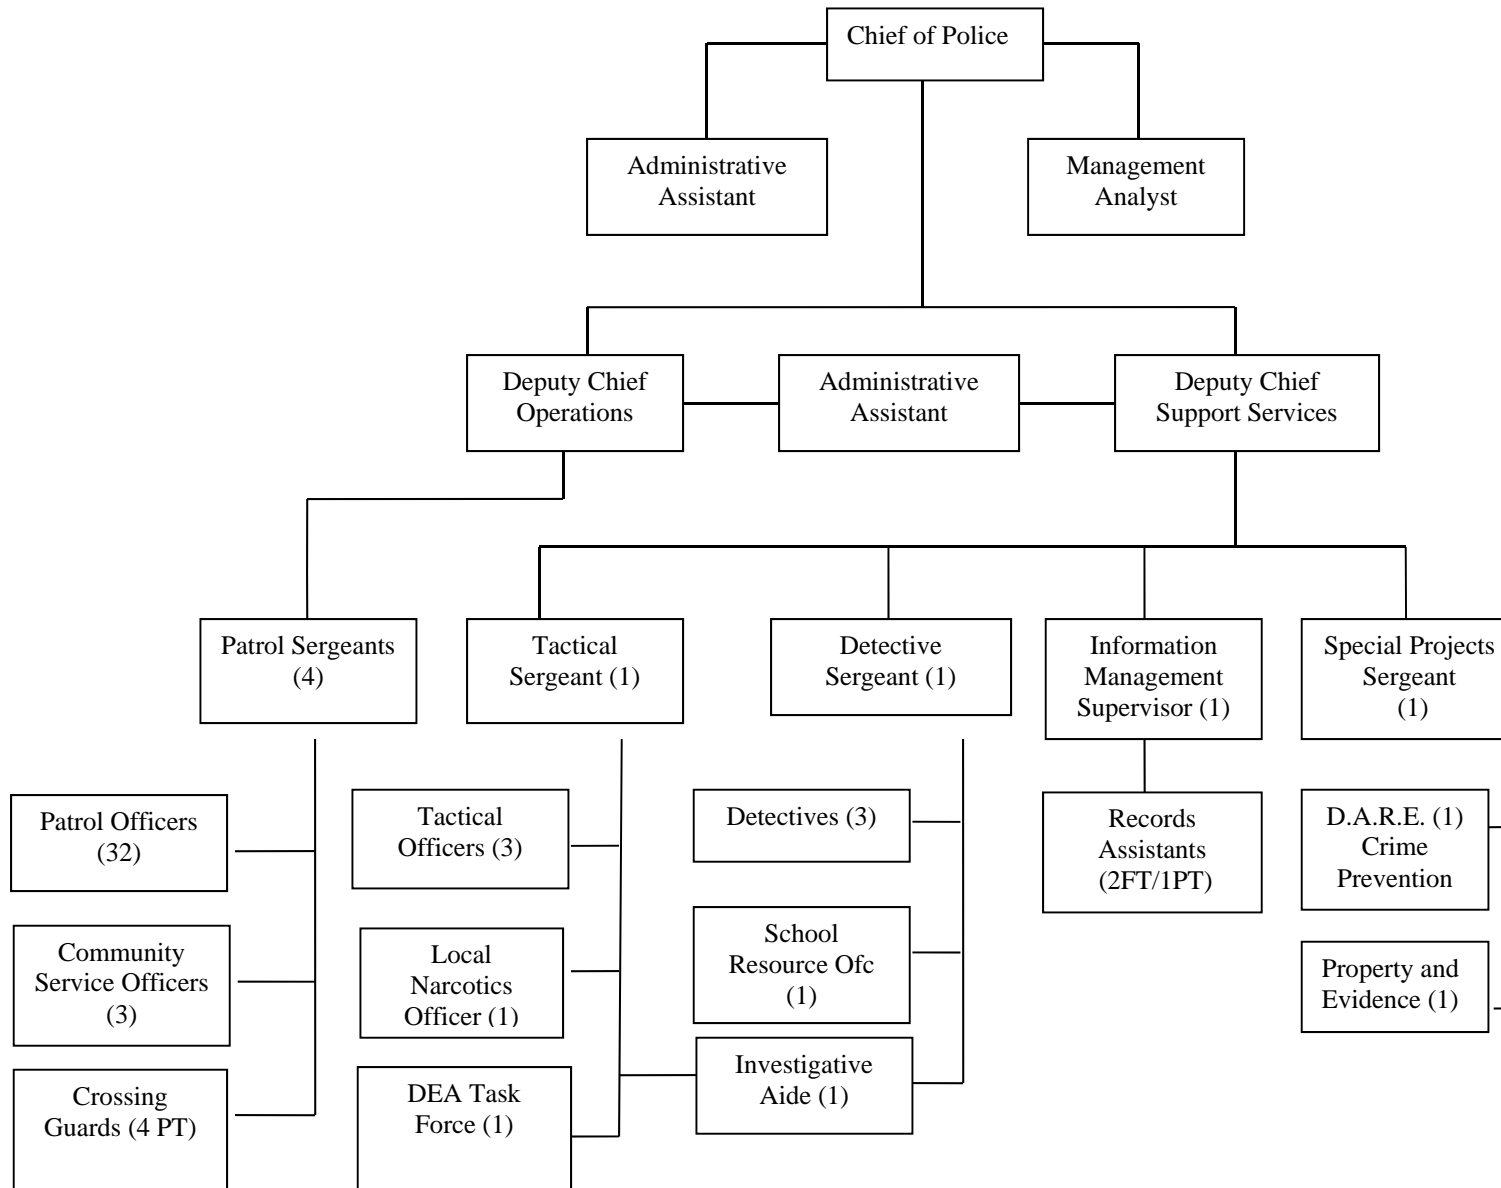 Chief of Police
Administrative
Assistant
Management
Analyst
Deputy Chief
Operations
Administrative
Assistant
Deputy Chief
Support Services
Patrol Sergeants
(4)
Tactical
Sergeant (1)
Detective
Sergeant (1)
Information
Management
Supervisor (1)
Special Projects
Sergeant
(1)
Patrol Officers
(32)
Tactical
Officers (3)
Detectives (3)
Records
Assistants
(2FT/1PT)
D.A.R.E. (1)
Crime
Prevention
Community
Service Officers
(3)
Local
Narcotics
Officer (1)
School
Resource Ofc
(1)
Property and
Evidence (1)
Crossing
Guards (4 PT)
DEA Task
Force (1)
Investigative
Aide (1)